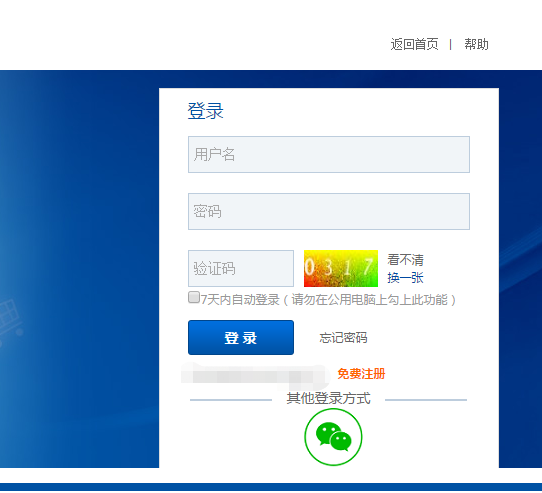 返回首页 | 帮助
登录
用户名
密码
验证码
0317
看不清
换一张
7天内自动登录（请勿在公用电脑上勾上此功能）
登 录
忘记密码
免费注册
其他登录方式